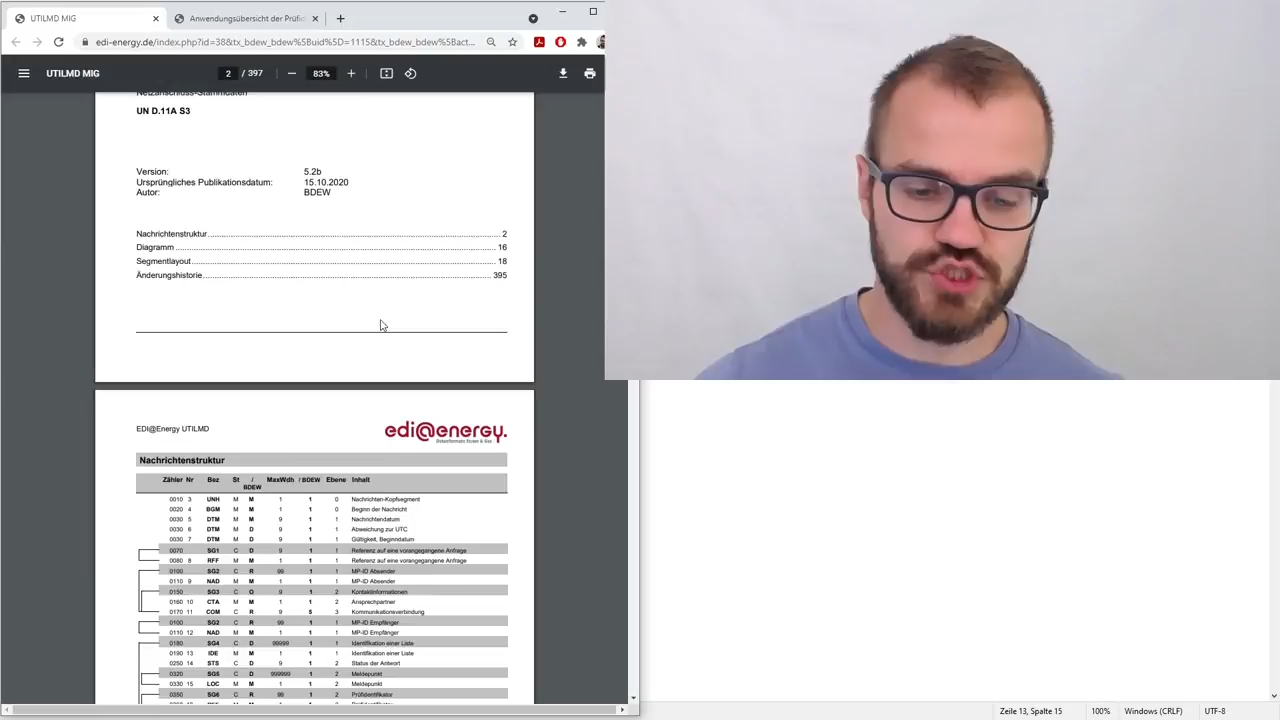 UTILMD MIG
Anwendungsübersicht der Prüfid
edi-energy.de/index.php?id=38&tx_bdew_bdew%5Buid%5D=1115&tx_bdew_bdew%5Bact...
UTILMD MIG
2 / 397
83%
Netzanschluss-Stammdaten
UN D.11A S3
Version: 5.2b
Ursprüngliches Publikationsdatum: 15.10.2020
Autor: BDEW
Nachrichtenstruktur 2
Diagramm 16
Segmentlayout 18
Änderungshistorie 395
EDI@Energy UTILMD
edi@energy.
Datenformate Strom & Gas
Nachrichtenstruktur
Zähler Nr Bez St / BDEW MaxWdh / BDEW Ebene Inhalt
0010 3 UNH M M 1 1 0 Nachrichten-Kopfsegment
0020 4 BGM M M 1 1 0 Beginn der Nachricht
0030 5 DTM M M 9 1 1 Nachrichtendatum
0030 6 DTM M D 9 1 1 Abweichung zur UTC
0030 7 DTM M D 9 1 1 Gültigkeit, Beginndatum
0070 SG1 C D 9 1 1 Referenz auf eine vorangegangene Anfrage
0080 8 RFF M M 1 1 1 Referenz auf eine vorangegangene Anfrage
0100 SG2 C R 99 1 1 MP-ID Absender
0110 9 NAD M M 1 1 1 MP-ID Absender
0150 SG3 C O 9 1 2 Kontaktinformationen
0160 10 CTA M M 1 1 2 Ansprechpartner
0170 11 COM C R 9 5 3 Kommunikationsverbindung
0100 SG2 C R 99 1 1 MP-ID Empfänger
0110 12 NAD M M 1 1 1 MP-ID Empfänger
0180 SG4 C D 99999 1 1 Identifikation einer Liste
0190 13 IDE M M 1 1 1 Identifikation einer Liste
0250 14 STS C D 9 1 2 Status der Antwort
0320 SG5 C D 999999 1 2 Meldepunkt
0330 15 LOC M M 1 1 2 Meldepunkt
0350 SG6 C R 99 1 2 Prüfidentifikator
Zeile 13, Spalte 15
100%
Windows (CRLF)
UTF-8